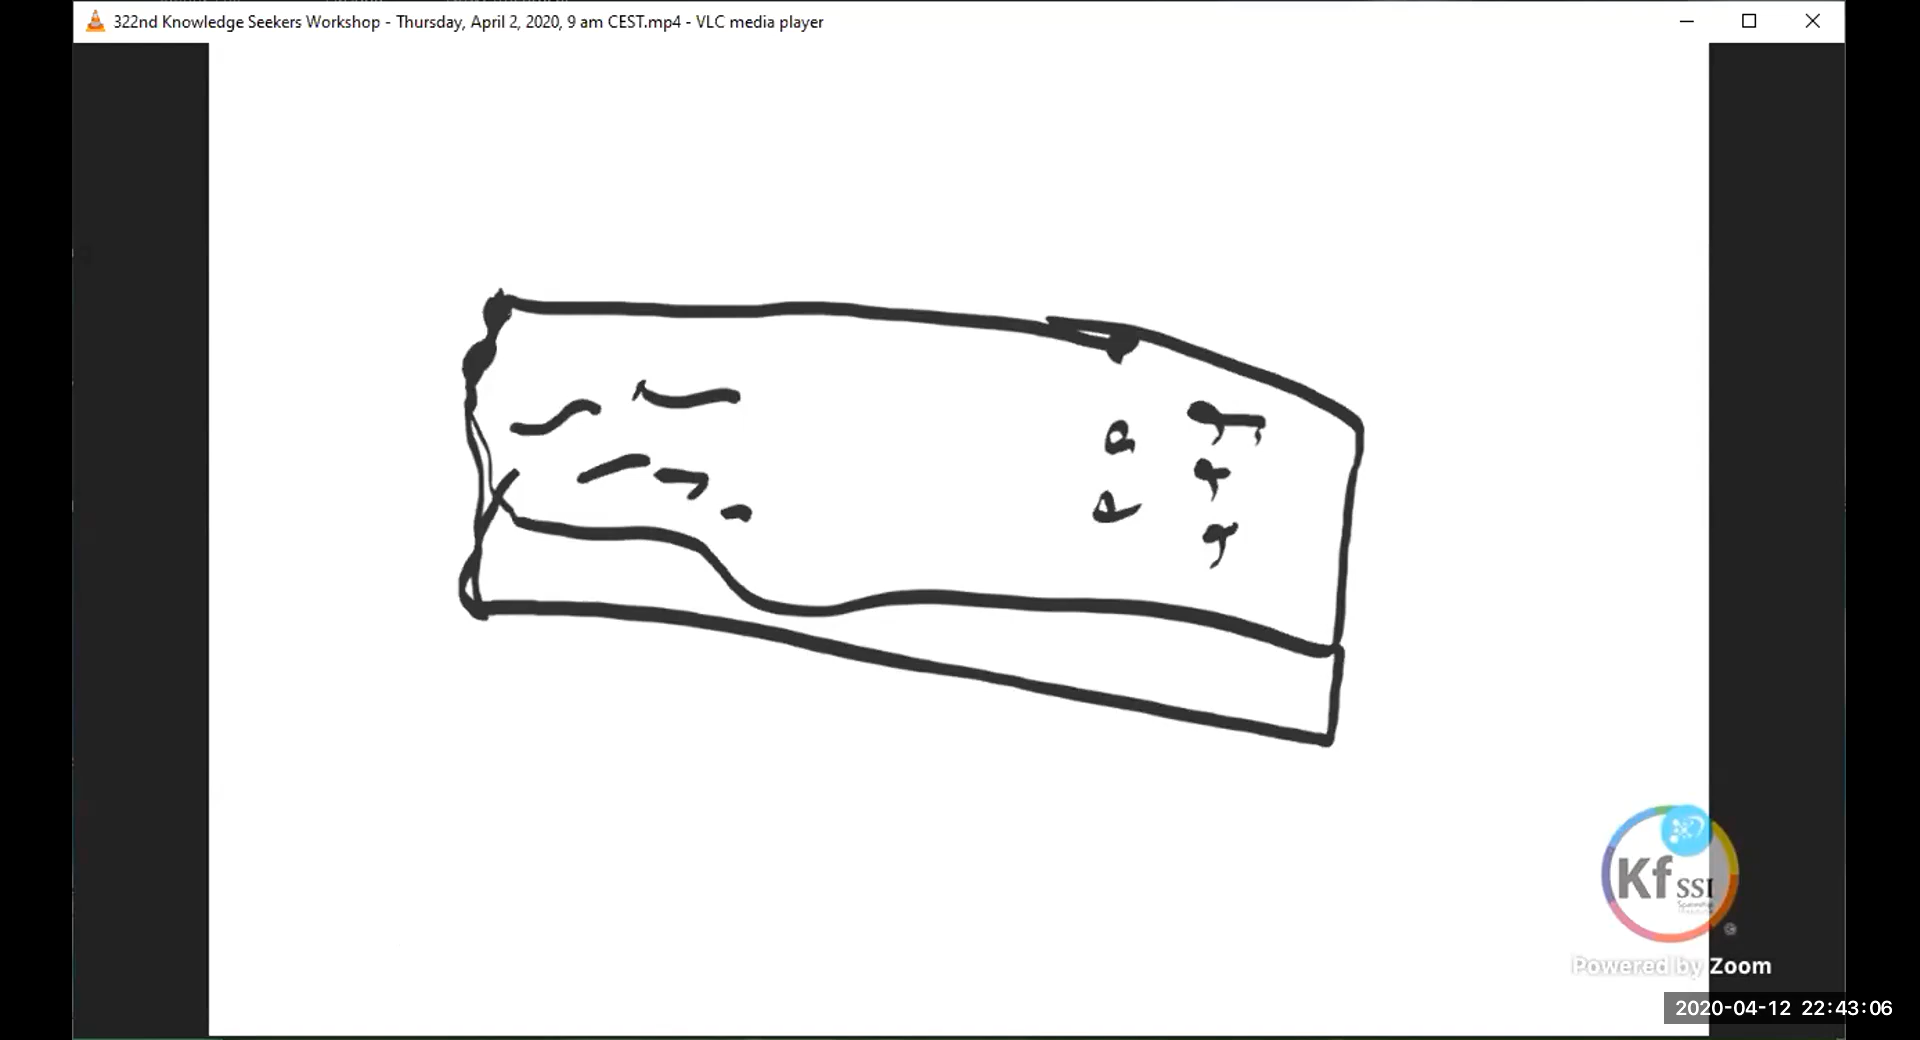 322nd Knowledge Seekers Workshop - Thursday, April 2, 2020, 9 am CEST.mp4 - VLC media player
Kf SSI
Powered by Zoom
2020-04-12 22:43:06